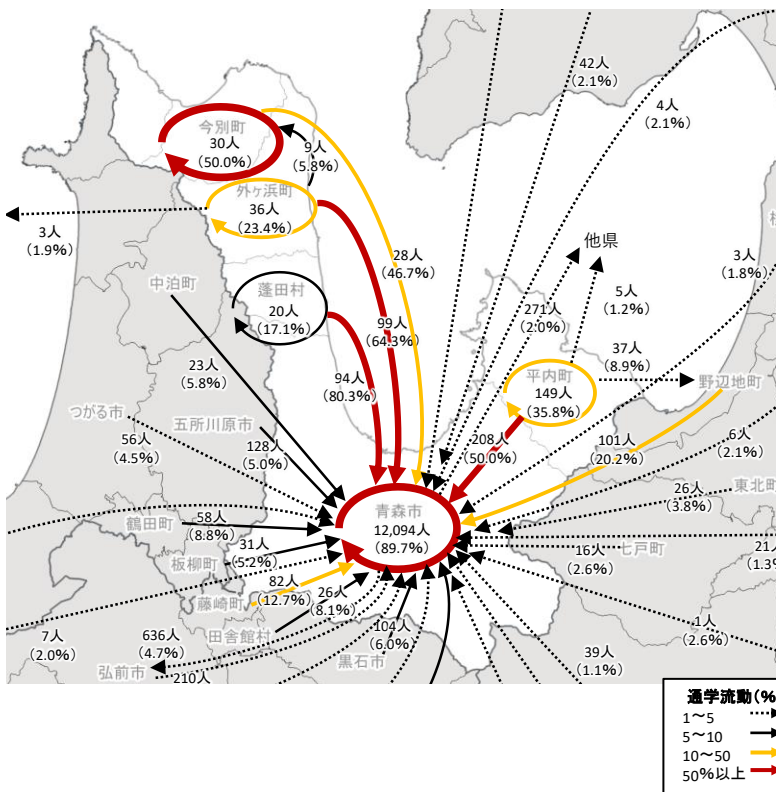 42人
(2.1%)
4人
(2.1%)
今別町
30人
(50.0%)
9人
(5.8%)
外ヶ浜町
36人
(23.4%)
3人
(1.9%)
28人
(46.7%)
他県
3人
(1.8%)
中泊町
蓬田村
20人
(17.1%)
271人
(2.0%)
5人
(1.2%)
99人
(64.3%)
37人
(8.9%)
23人
(5.8%)
94人
(80.3%)
平内町
149人
(35.8%)
野辺地町
つがる市
56人
(4.5%)
五所川原市
128人
(5.0%)
208人
(50.0%)
101人
(20.2%)
6人
(2.1%)
青森市
12,094人
(89.7%)
26人
(3.8%)
東北町
鶴田町
58人
(8.8%)
31人
(5.2%)
板柳町
16人
(2.6%)
七戸町
21人
(1.3%
藤崎町
82人
(12.7%)
26人
(8.1%)
田舎館村
104人
(6.0%)
黒石市
1人
(2.6%)
7人
(2.0%)
636人
(4.7%)
弘前市
210人
39人
(1.1%)
通学流動(%
1～5
5～10
10～50
50%以上